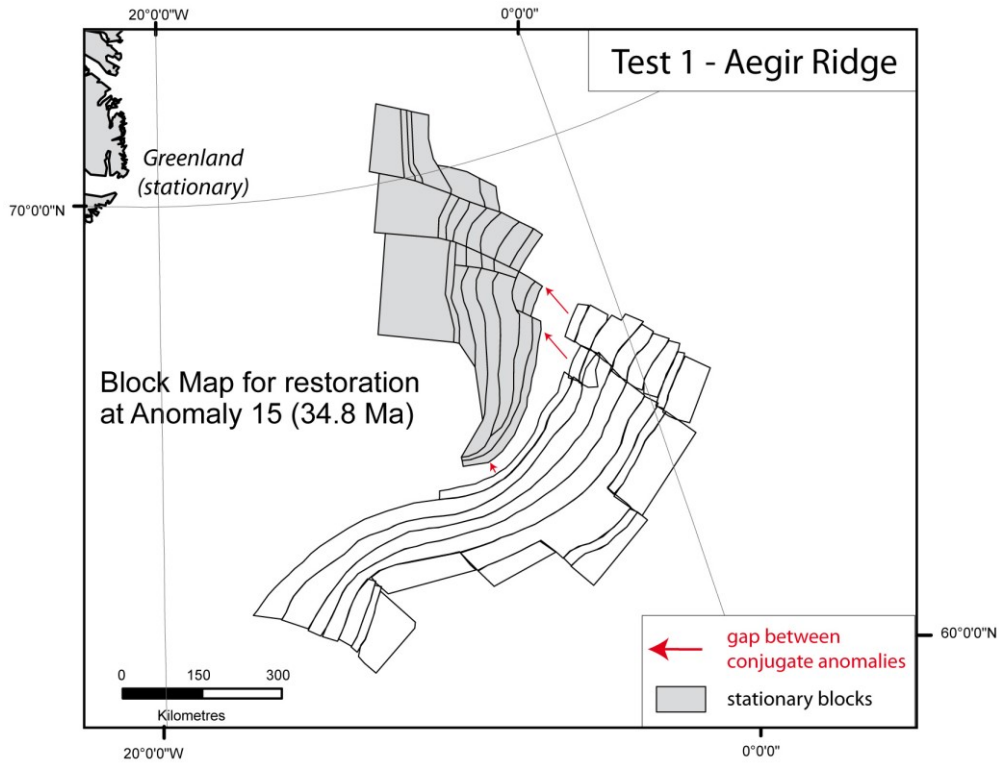 20°0'0"W
0°0'0"
Test 1 - Aegir Ridge
Greenland
(stationary)
70°0'0"N
Block Map for restoration
at Anomaly 15 (34.8 Ma)
gap between
conjugate anomalies
60°0'0"N
stationary blocks
0 150 300
Kilometres
20°0'0"W
0°0'0"